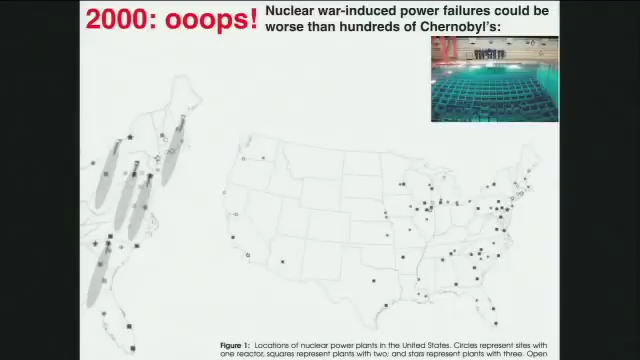 2000: ooops!
Nuclear war-induced power failures could be
worse than hundreds of Chernobyl's:
Figure 1: Locations of nuclear power plants in the United States. Circles represent sites with
one reactor, squares represent plants with two; and stars represent plants with three. Open